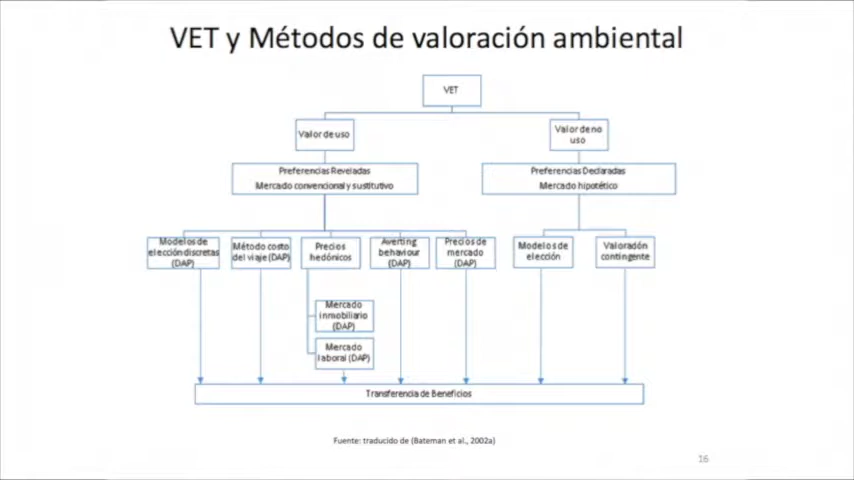 VET y Métodos de valoración ambiental
VET
Valor de uso
Valor de no
uso
Preferencias Reveladas
Mercado convencional y sustitutivo
Preferencias Declaradas
Mercado hipotético
Modelos de
elección discretas
(DAP)
Método costo
del viaje (DAP)
Precios
hedónicos
Averting
behaviour
(DAP)
Precios de
mercado
(DAP)
Modelos de
elección
Valoración
contingente
Mercado
inmobiliario
(DAP)
Mercado
laboral (DAP)
Transferencia de Beneficios
Fuente: traducido de (Bateman et al., 2002a)
16